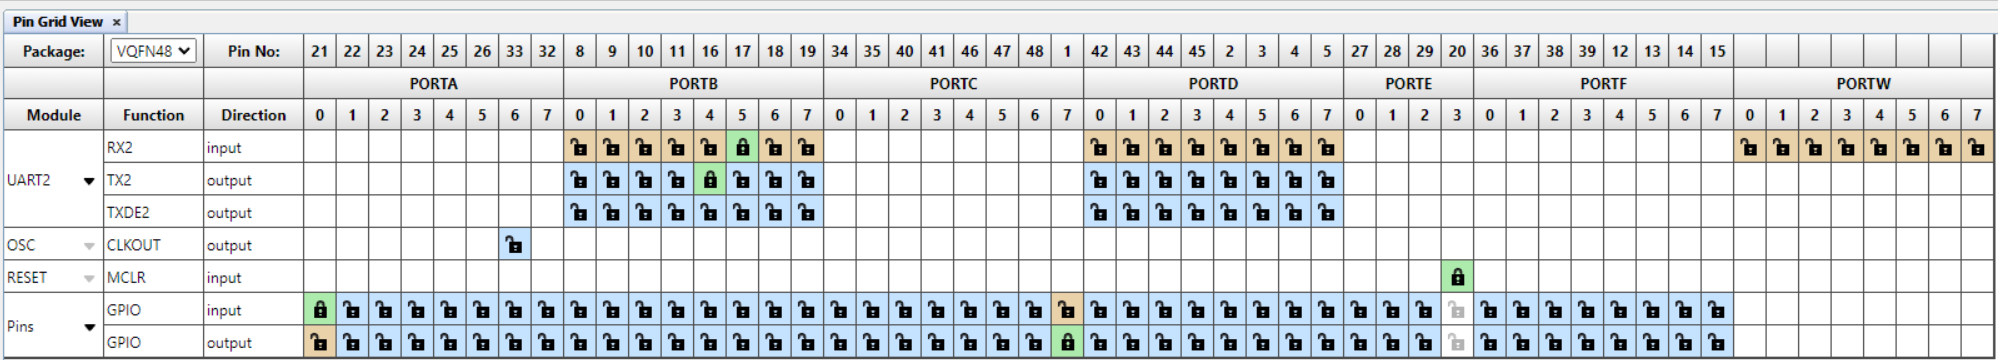 Pin Grid View ×
Package: VQFN48 Pin No: 21 22 23 24 25 26 33 32 8 9 10 11 16 17 18 19 34 35 40 41 46 47 48 1 42 43 44 45 2 3 4 5 27 28 29 20 36 37 38 39 12 13 14 15
PORTA PORTB PORTC PORTD PORTE PORTF PORTW
Module Function Direction 0 1 2 3 4 5 6 7 0 1 2 3 4 5 6 7 0 1 2 3 4 5 6 7 0 1 2 3 4 5 6 7 0 1 2 3 0 1 2 3 4 5 6 7 0 1 2 3 4 5 6 7
RX2 input
UART2 TX2 output
TXDE2 output
OSC CLKOUT output
RESET MCLR input
GPIO input
Pins
GPIO output